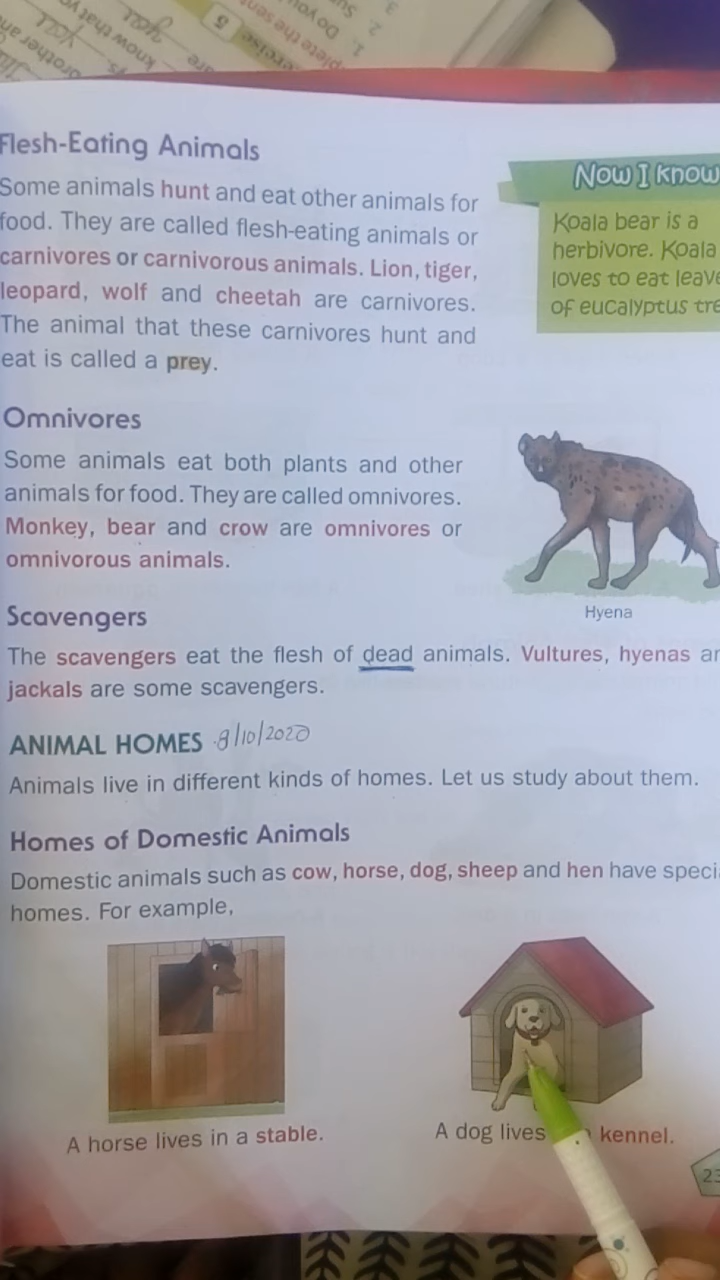 5
Flesh-Eating Animals
Some animals hunt and eat other animals for
food. They are called flesh-eating animals or
carnivores or carnivorous animals. Lion, tiger,
leopard, wolf and cheetah are carnivores.
The animal that these carnivores hunt and
eat is called a prey.
NOW I KNOW
Koala bear is a
herbivore. Koala
loves to eat leave
of eucalyptus tre
Omnivores
Some animals eat both plants and other
animals for food. They are called omnivores.
Monkey, bear and crow are omnivores or
omnivorous animals.
Hyena
Scavengers
The scavengers eat the flesh of dead animals. Vultures, hyenas ar
jackals are some scavengers.
ANIMAL HOMES 8/10/2020
Animals live in different kinds of homes. Let us study about them.
Homes of Domestic Animals
Domestic animals such as cow, horse, dog, sheep and hen have speci
homes. For example,
A horse lives in a stable.
A dog lives kennel.
23